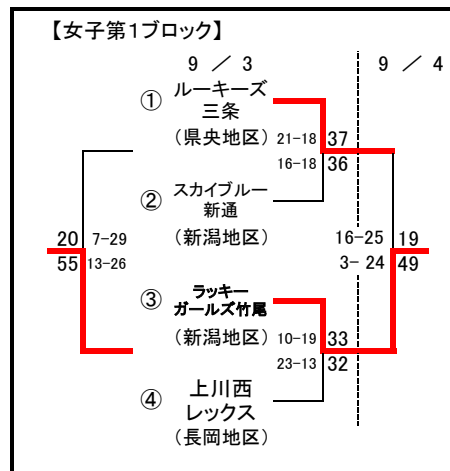 【女子第1ブロック】
9 ／ 3
9 ／ 4
① ルーキーズ
三条
(県央地区)
21-18 37
16-18 36
② スカイブルー
新通
(新潟地区)
20 7-29
55 13-26
16-25 19
3- 24 49
③ ラッキー
ガールズ竹尾
(新潟地区)
10-19 33
23-13 32
④ 上川西
レックス
(長岡地区)